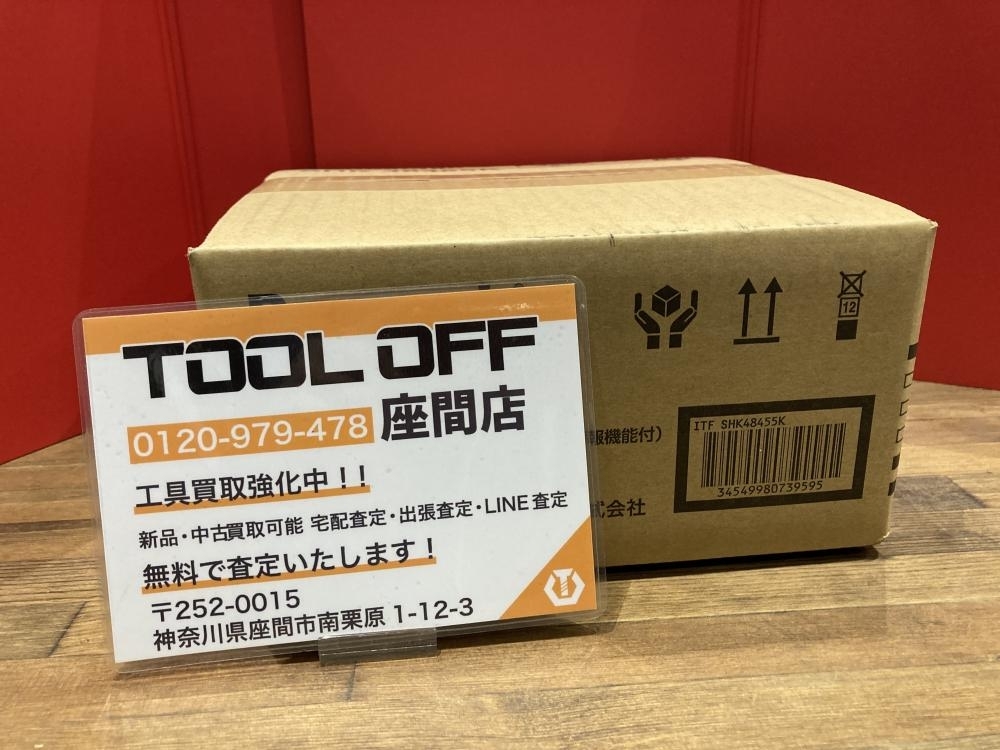 TOOL OFF
0120-979-478 座間店
工具買取強化中!!
新品・中古買取可能 宅配査定・出張査定・LINE査定
無料で査定いたします!
〒252-0015
神奈川県座間市南栗原 1-12-3
12
報機能付)
式会社
ITF SHK48455K
34549980739595